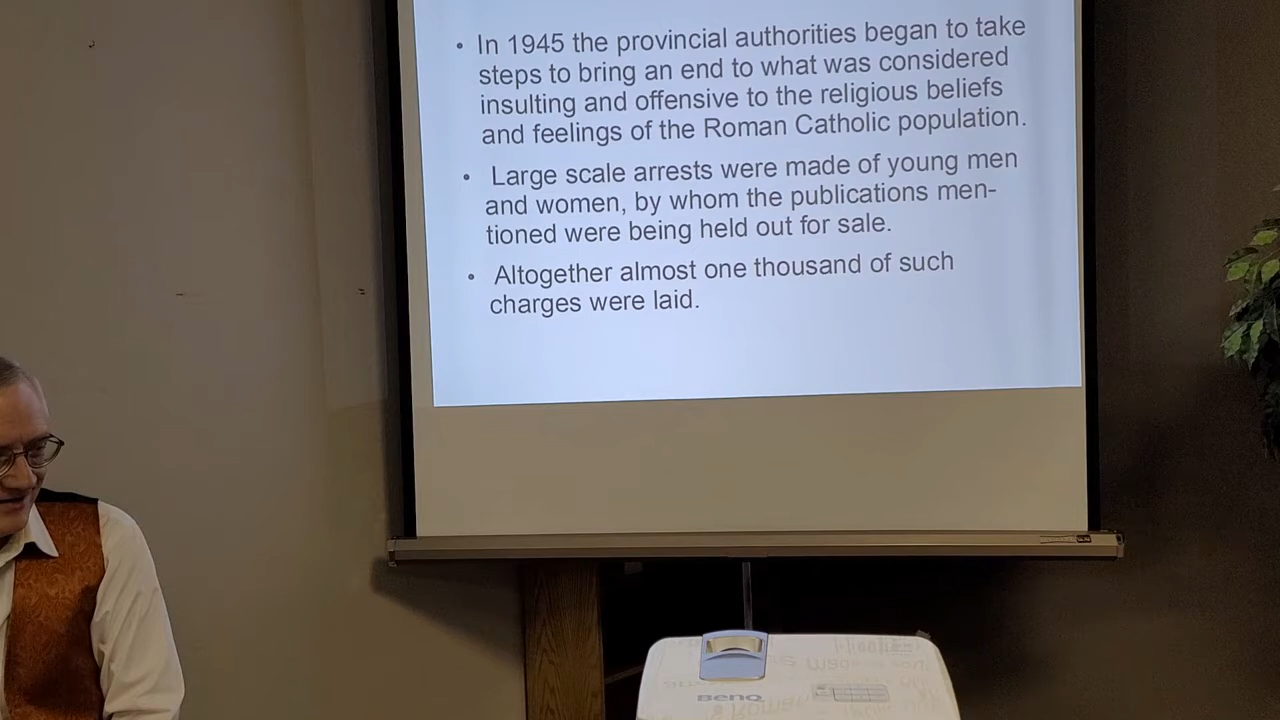 • In 1945 the provincial authorities began to take
steps to bring an end to what was considered
insulting and offensive to the religious beliefs
and feelings of the Roman Catholic population.
• Large scale arrests were made of young men
and women, by whom the publications men-
tioned were being held out for sale.
• Altogether almost one thousand of such
charges were laid.
BenQ